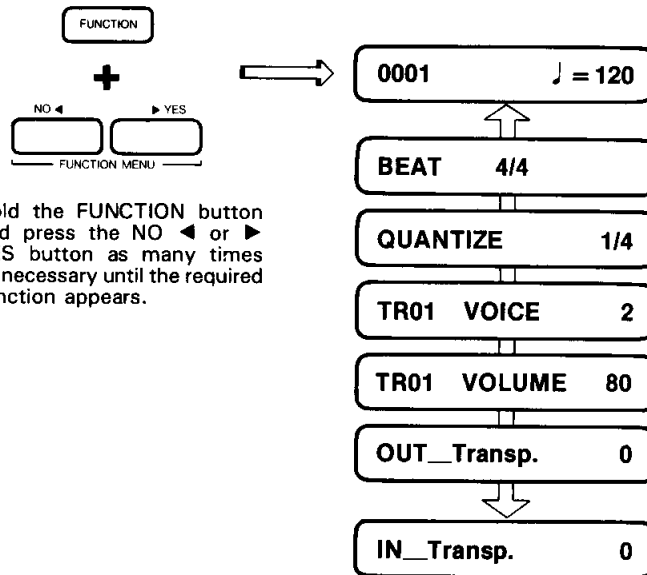 FUNCTION
NO ◀ ▶ YES
FUNCTION MENU
old the FUNCTION button
d press the NO ◀ or ▶
S button as many times
necessary until the required
nction appears.
0001 ♩ = 120
BEAT 4/4
QUANTIZE 1/4
TR01 VOICE 2
TR01 VOLUME 80
OUT__Transp. 0
IN__Transp. 0